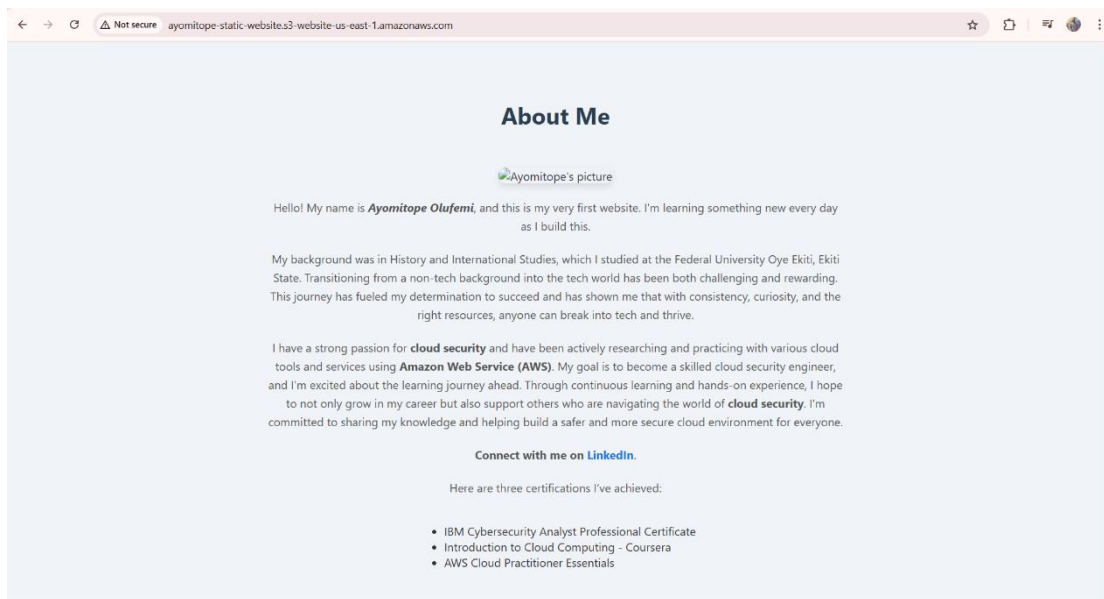 Not secure
ayomitope-static-website.s3-website-us-east-1.amazonaws.com
About Me
Ayomitope's picture
Hello! My name is Ayomitope Olufemi, and this is my very first website. I'm learning something new every day
as I build this.
My background was in History and International Studies, which I studied at the Federal University Oye Ekiti, Ekiti
State. Transitioning from a non-tech background into the tech world has been both challenging and rewarding.
This journey has fueled my determination to succeed and has shown me that with consistency, curiosity, and the
right resources, anyone can break into tech and thrive.
I have a strong passion for cloud security and have been actively researching and practicing with various cloud
tools and services using Amazon Web Service (AWS). My goal is to become a skilled cloud security engineer,
and I'm excited about the learning journey ahead. Through continuous learning and hands-on experience, I hope
to not only grow in my career but also support others who are navigating the world of cloud security. I'm
committed to sharing my knowledge and helping build a safer and more secure cloud environment for everyone.
Connect with me on LinkedIn.
Here are three certifications I've achieved:
• IBM Cybersecurity Analyst Professional Certificate
• Introduction to Cloud Computing - Coursera
• AWS Cloud Practitioner Essentials